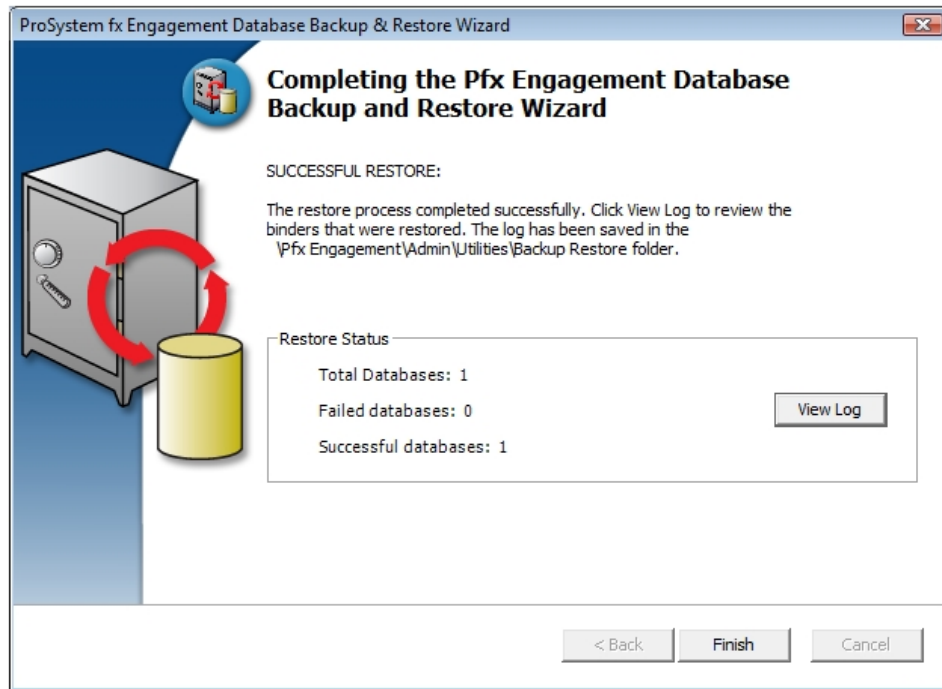 ProSystem fx Engagement Database Backup & Restore Wizard
Completing the Pfx Engagement Database
Backup and Restore Wizard
SUCCESSFUL RESTORE:
The restore process completed successfully. Click View Log to review the
binders that were restored. The log has been saved in the
\Pfx Engagement\Admin\Utilities\Backup Restore folder.
Restore Status
Total Databases: 1
Failed databases: 0
View Log
Successful databases: 1
< Back
Finish
Cancel